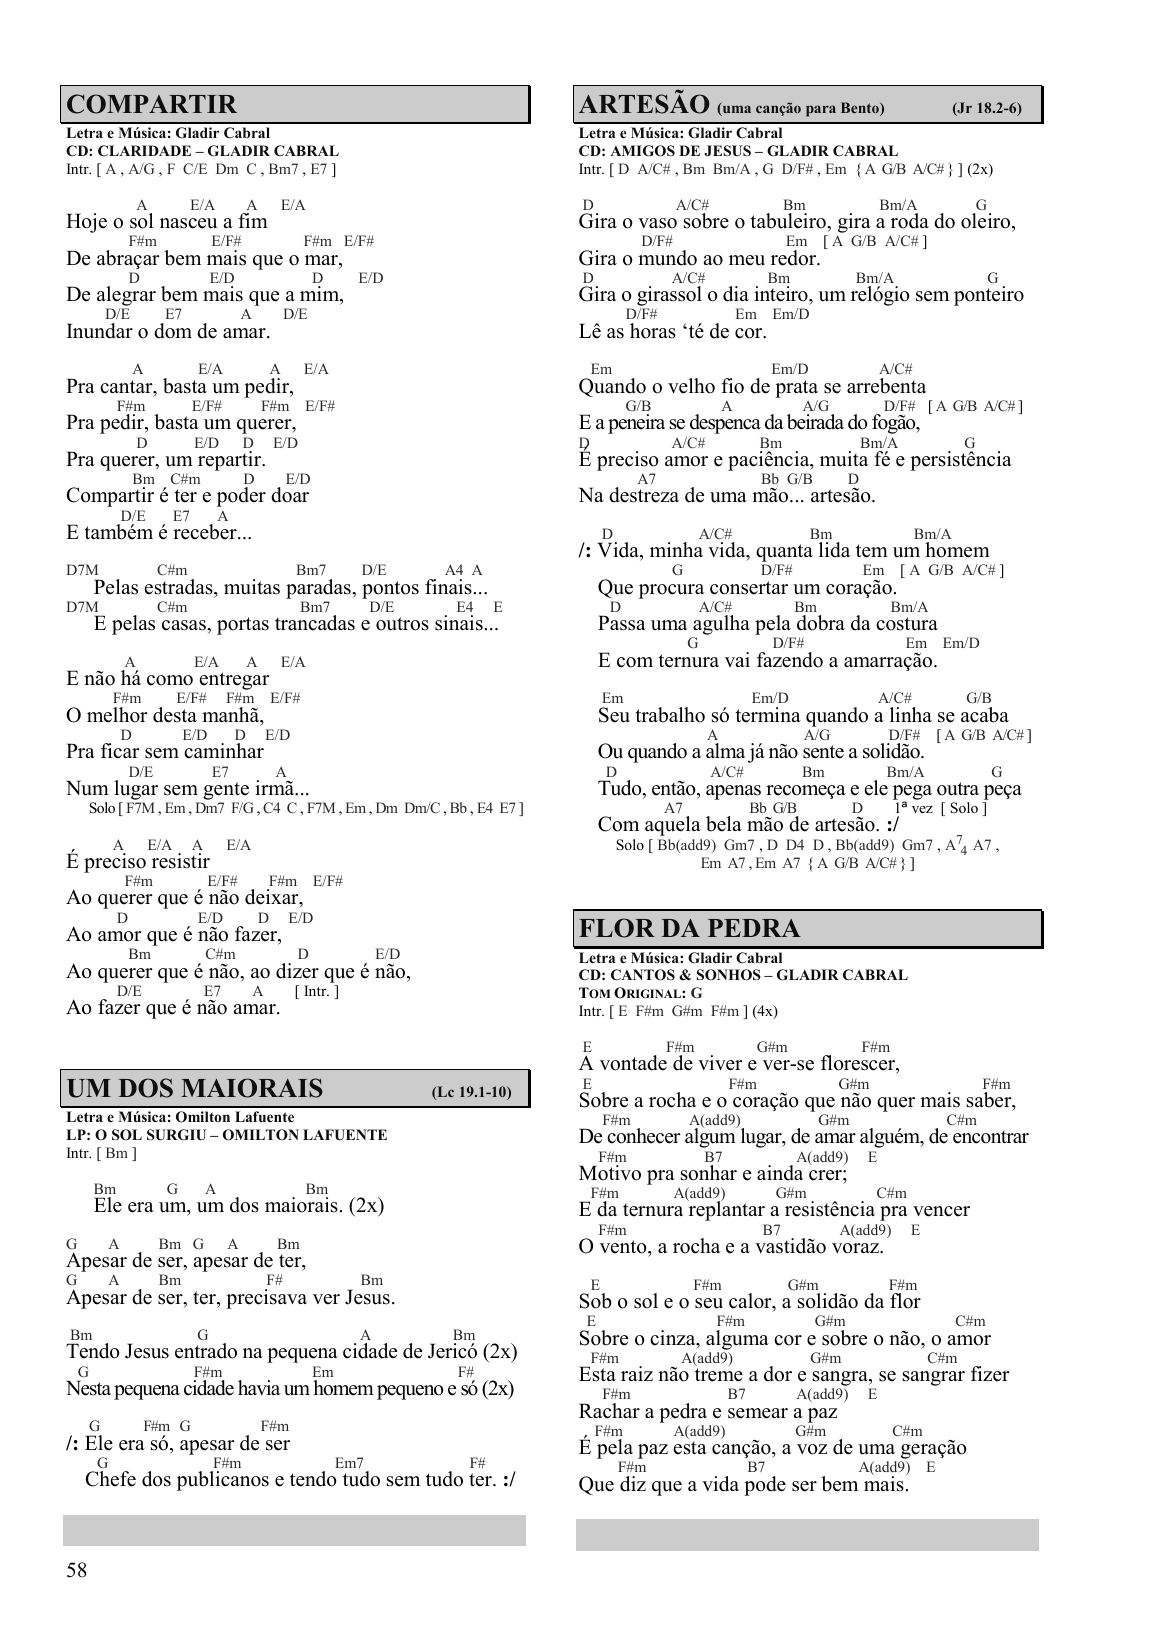 COMPARTIR
Letra e Música: Gladir Cabral
CD: CLARIDADE – GLADIR CABRAL
Intr. [ A , A/G , F C/E Dm C , Bm7 , E7 ]
A E/A A E/A
Hoje o sol nasceu a fim
F#m E/F# F#m E/F#
De abraçar bem mais que o mar,
D E/D D E/D
De alegrar bem mais que a mim,
D/E E7 A D/E
Inundar o dom de amar.
A E/A A E/A
Pra cantar, basta um pedir,
F#m E/F# F#m E/F#
Pra pedir, basta um querer,
D E/D D E/D
Pra querer, um repartir.
Bm C#m D E/D
Compartir é ter e poder doar
D/E E7 A
E também é receber...
D7M C#m Bm7 D/E A4 A
Pelas estradas, muitas paradas, pontos finais...
D7M C#m Bm7 D/E E4 E
E pelas casas, portas trancadas e outros sinais...
A E/A A E/A
E não há como entregar
F#m E/F# F#m E/F#
O melhor desta manhã,
D E/D D E/D
Pra ficar sem caminhar
D/E E7 A
Num lugar sem gente irmã...
Solo [ F7M , Em , Dm7 F/G , C4 C , F7M , Em , Dm Dm/C , Bb , E4 E7 ]
A E/A A E/A
É preciso resistir
F#m E/F# F#m E/F#
Ao querer que é não deixar,
D E/D D E/D
Ao amor que é não fazer,
Bm C#m D E/D
Ao querer que é não, ao dizer que é não,
D/E E7 A [ Intr. ]
Ao fazer que é não amar.
UM DOS MAIORAIS (Lc 19.1-10)
Letra e Música: Omilton Lafuente
LP: O SOL SURGIU – OMILTON LAFUENTE
Intr. [ Bm ]
Bm G A Bm
Ele era um, um dos maiorais. (2x)
G A Bm G A Bm
Apesar de ser, apesar de ter,
G A Bm F# Bm
Apesar de ser, ter, precisava ver Jesus.
Bm G A Bm
Tendo Jesus entrado na pequena cidade de Jericó (2x)
G F#m Em F#
Nesta pequena cidade havia um homem pequeno e só (2x)
G F#m G F#m
/: Ele era só, apesar de ser
G F#m Em7 F#
Chefe dos publicanos e tendo tudo sem tudo ter. :/
58
ARTESÃO (uma canção para Bento) (Jr 18.2-6)
Letra e Música: Gladir Cabral
CD: AMIGOS DE JESUS – GLADIR CABRAL
Intr. [ D A/C# , Bm Bm/A , G D/F# , Em { A G/B A/C# } ] (2x)
D A/C# Bm Bm/A G
Gira o vaso sobre o tabuleiro, gira a roda do oleiro,
D/F# Em [ A G/B A/C# ]
Gira o mundo ao meu redor.
D A/C# Bm Bm/A G
Gira o girassol o dia inteiro, um relógio sem ponteiro
D/F# Em Em/D
Lê as horas ‘té de cor.
Em Em/D A/C#
Quando o velho fio de prata se arrebenta
G/B A A/G D/F# [ A G/B A/C# ]
E a peneira se despenca da beirada do fogão,
D A/C# Bm Bm/A G
É preciso amor e paciência, muita fé e persistência
A7 Bb G/B D
Na destreza de uma mão... artesão.
D A/C# Bm Bm/A
/: Vida, minha vida, quanta lida tem um homem
G D/F# Em [ A G/B A/C# ]
Que procura consertar um coração.
D A/C# Bm Bm/A
Passa uma agulha pela dobra da costura
G D/F# Em Em/D
E com ternura vai fazendo a amarração.
Em Em/D A/C# G/B
Seu trabalho só termina quando a linha se acaba
A A/G D/F# [ A G/B A/C# ]
Ou quando a alma já não sente a solidão.
D A/C# Bm Bm/A G
Tudo, então, apenas recomeça e ele pega outra peça
A7 Bb G/B D 1ª vez [ Solo ]
Com aquela bela mão de artesão. :/
Solo [ Bb(add9) Gm7 , D D4 D , Bb(add9) Gm7 , A74 A7 ,
Em A7 , Em A7 { A G/B A/C# } ]
FLOR DA PEDRA
Letra e Música: Gladir Cabral
CD: CANTOS & SONHOS – GLADIR CABRAL
TOM ORIGINAL: G
Intr. [ E F#m G#m F#m ] (4x)
E F#m G#m F#m
A vontade de viver e ver-se florescer,
E F#m G#m F#m
Sobre a rocha e o coração que não quer mais saber,
F#m A(add9) G#m C#m
De conhecer algum lugar, de amar alguém, de encontrar
F#m B7 A(add9) E
Motivo pra sonhar e ainda crer;
F#m A(add9) G#m C#m
E da ternura replantar a resistência pra vencer
F#m B7 A(add9) E
O vento, a rocha e a vastidão voraz.
E F#m G#m F#m
Sob o sol e o seu calor, a solidão da flor
E F#m G#m C#m
Sobre o cinza, alguma cor e sobre o não, o amor
F#m A(add9) G#m C#m
Esta raiz não treme a dor e sangra, se sangrar fizer
F#m B7 A(add9) E
Rachar a pedra e semear a paz
F#m A(add9) G#m C#m
É pela paz esta canção, a voz de uma geração
F#m B7 A(add9) E
Que diz que a vida pode ser bem mais.